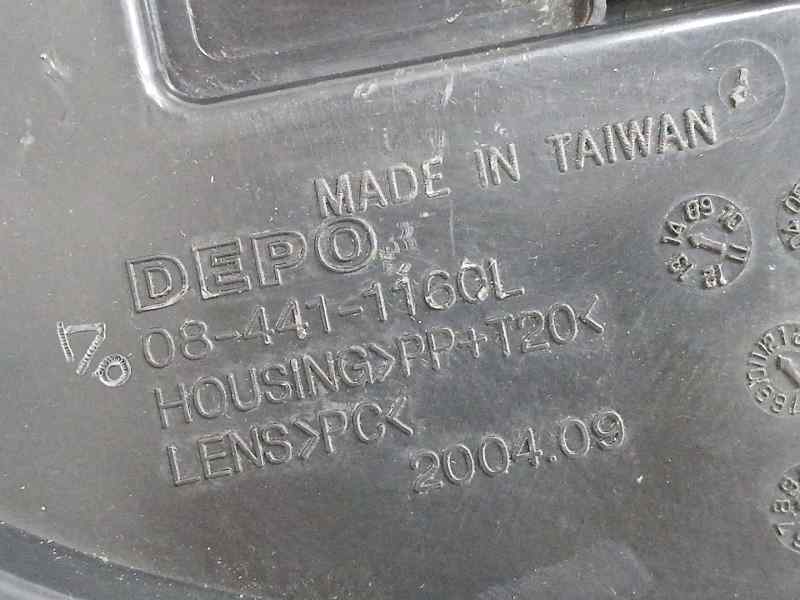 MADE IN TAIWAN
DEPO
08-441-1160L
HOUSING>PP+T20<
LENS>PC<
2004.09